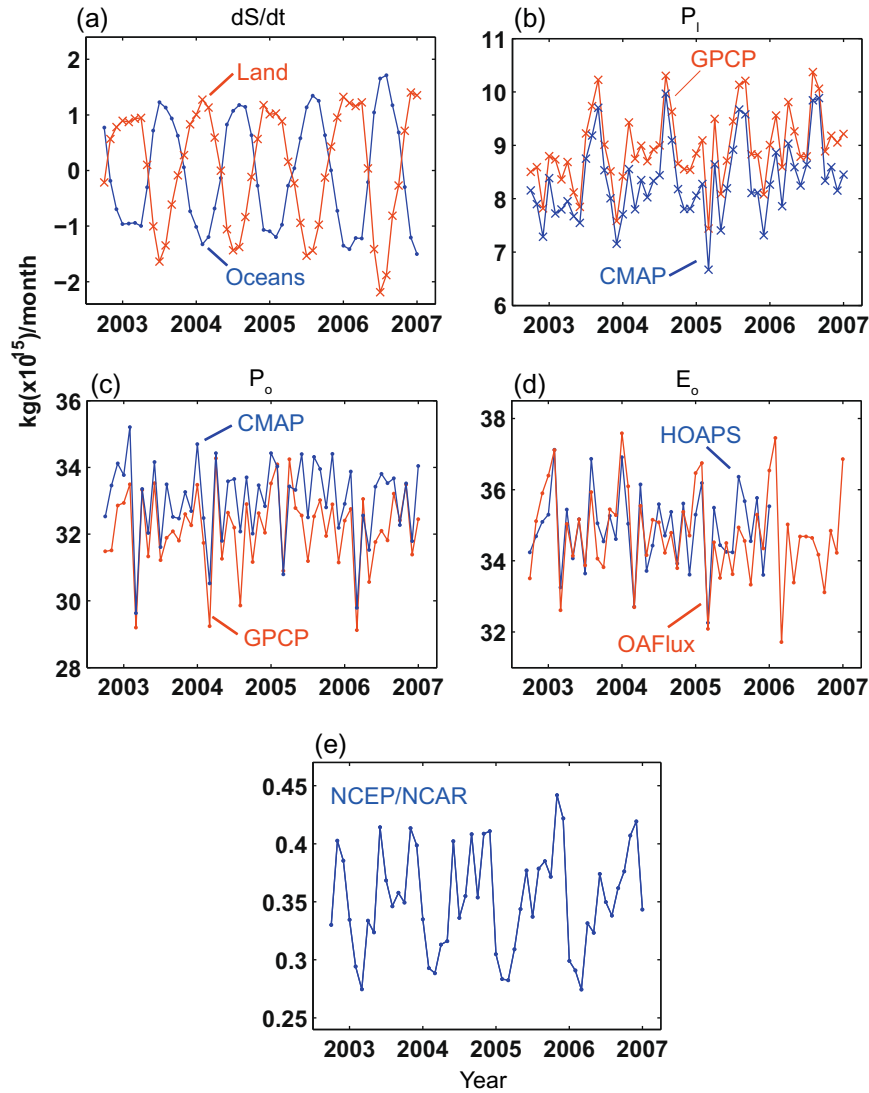 (a) dS/dt
(b) P_l
1
0
−1
−2
Land
Oceans
2003 2004 2005 2006 2007
11
10
9
8
7
6
GPCP
CMAP
2003 2004 2005 2006 2007
kg(x10^15)/month
(c) P_o
(d) E_o
36
34
32
30
28
CMAP
GPCP
2003 2004 2005 2006 2007
38
36
34
32
HOAPS
OAFlux
2003 2004 2005 2006 2007
(e)
0.45
0.4
0.35
0.3
0.25
NCEP/NCAR
2003 2004 2005 2006 2007
Year